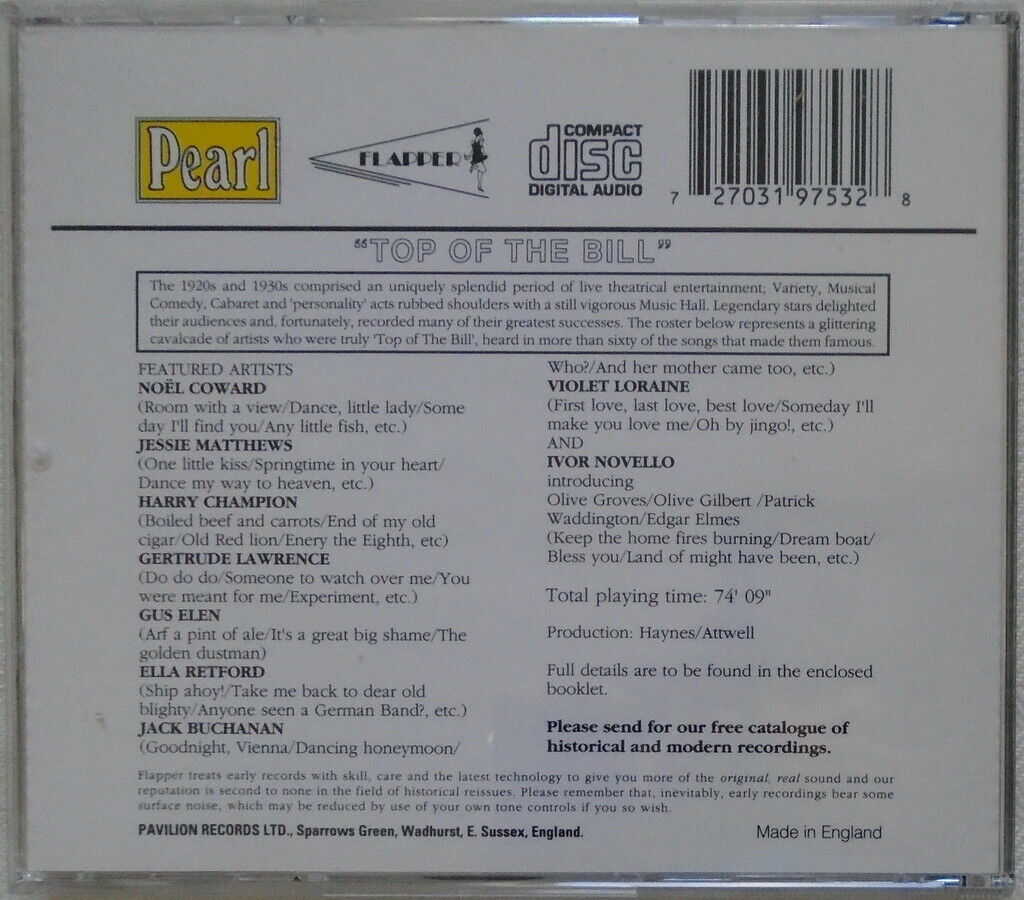 Pearl
FLAPPER
COMPACT
disc
DIGITAL AUDIO
7 27031 97532 8
"TOP OF THE BILL"
The 1920s and 1930s comprised an uniquely splendid period of live theatrical entertainment; Variety, Musical
Comedy, Cabaret and 'personality' acts rubbed shoulders with a still vigorous Music Hall. Legendary stars delighted
their audiences and, fortunately, recorded many of their greatest successes. The roster below represents a glittering
cavalcade of artists who were truly 'Top of The Bill', heard in more than sixty of the songs that made them famous.
FEATURED ARTISTS
NOËL COWARD
(Room with a view/Dance, little lady/Some
day I'll find you/Any little fish, etc.)
JESSIE MATTHEWS
(One little kiss/Springtime in your heart/
Dance my way to heaven, etc.)
HARRY CHAMPION
(Boiled beef and carrots/End of my old
cigar/Old Red lion/Enery the Eighth, etc)
GERTRUDE LAWRENCE
(Do do do/Someone to watch over me/You
were meant for me/Experiment, etc.)
GUS ELEN
(Arf a pint of ale/It's a great big shame/The
golden dustman)
ELLA RETFORD
(Ship ahoy!/Take me back to dear old
blighty/Anyone seen a German Band?, etc.)
JACK BUCHANAN
(Goodnight, Vienna/Dancing honeymoon/
Who?/And her mother came too, etc.)
VIOLET LORAINE
(First love, last love, best love/Someday I'll
make you love me/Oh by jingo!, etc.)
AND
IVOR NOVELLO
introducing
Olive Groves/Olive Gilbert /Patrick
Waddington/Edgar Elmes
(Keep the home fires burning/Dream boat/
Bless you/Land of might have been, etc.)
Total playing time: 74' 09"
Production: Haynes/Attwell
Full details are to be found in the enclosed
booklet.
Please send for our free catalogue of
historical and modern recordings.
Flapper treats early records with skill, care and the latest technology to give you more of the original, real sound and our
reputation is second to none in the field of historical reissues. Please remember that, inevitably, early recordings bear some
surface noise, which may be reduced by use of your own tone controls if you so wish.
PAVILION RECORDS LTD., Sparrows Green, Wadhurst, E. Sussex, England.
Made in England